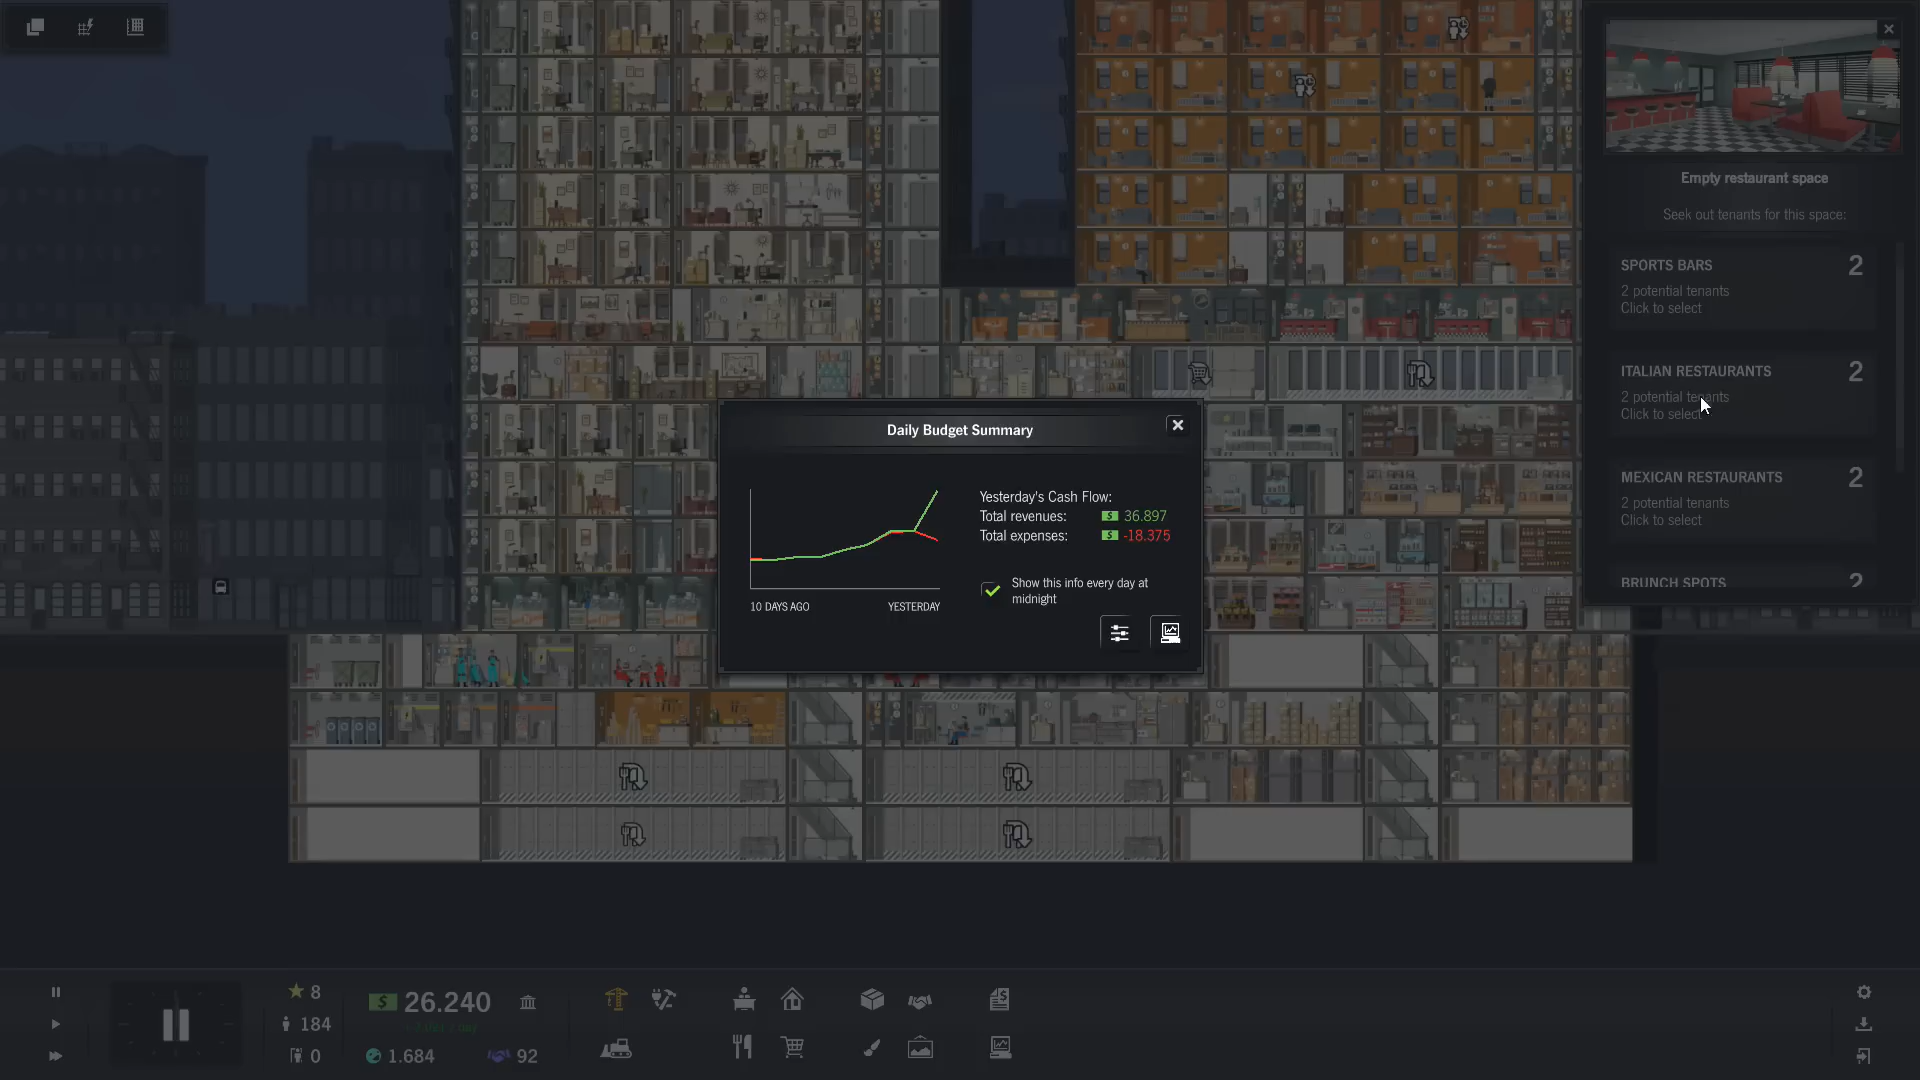 Empty restaurant space
Seek out tenants for this space:
SPORTS BARS 2
2 potential tenants
Click to select
ITALIAN RESTAURANTS 2
2 potential tenants
Click to select
MEXICAN RESTAURANTS 2
2 potential tenants
Click to select
BRUNCH SPOTS 2
Daily Budget Summary
Yesterday's Cash Flow:
Total revenues: 36.897
Total expenses: -18.375
Show this info every day at
midnight
10 DAYS AGO YESTERDAY
8
26.240
184
0
1.684
92